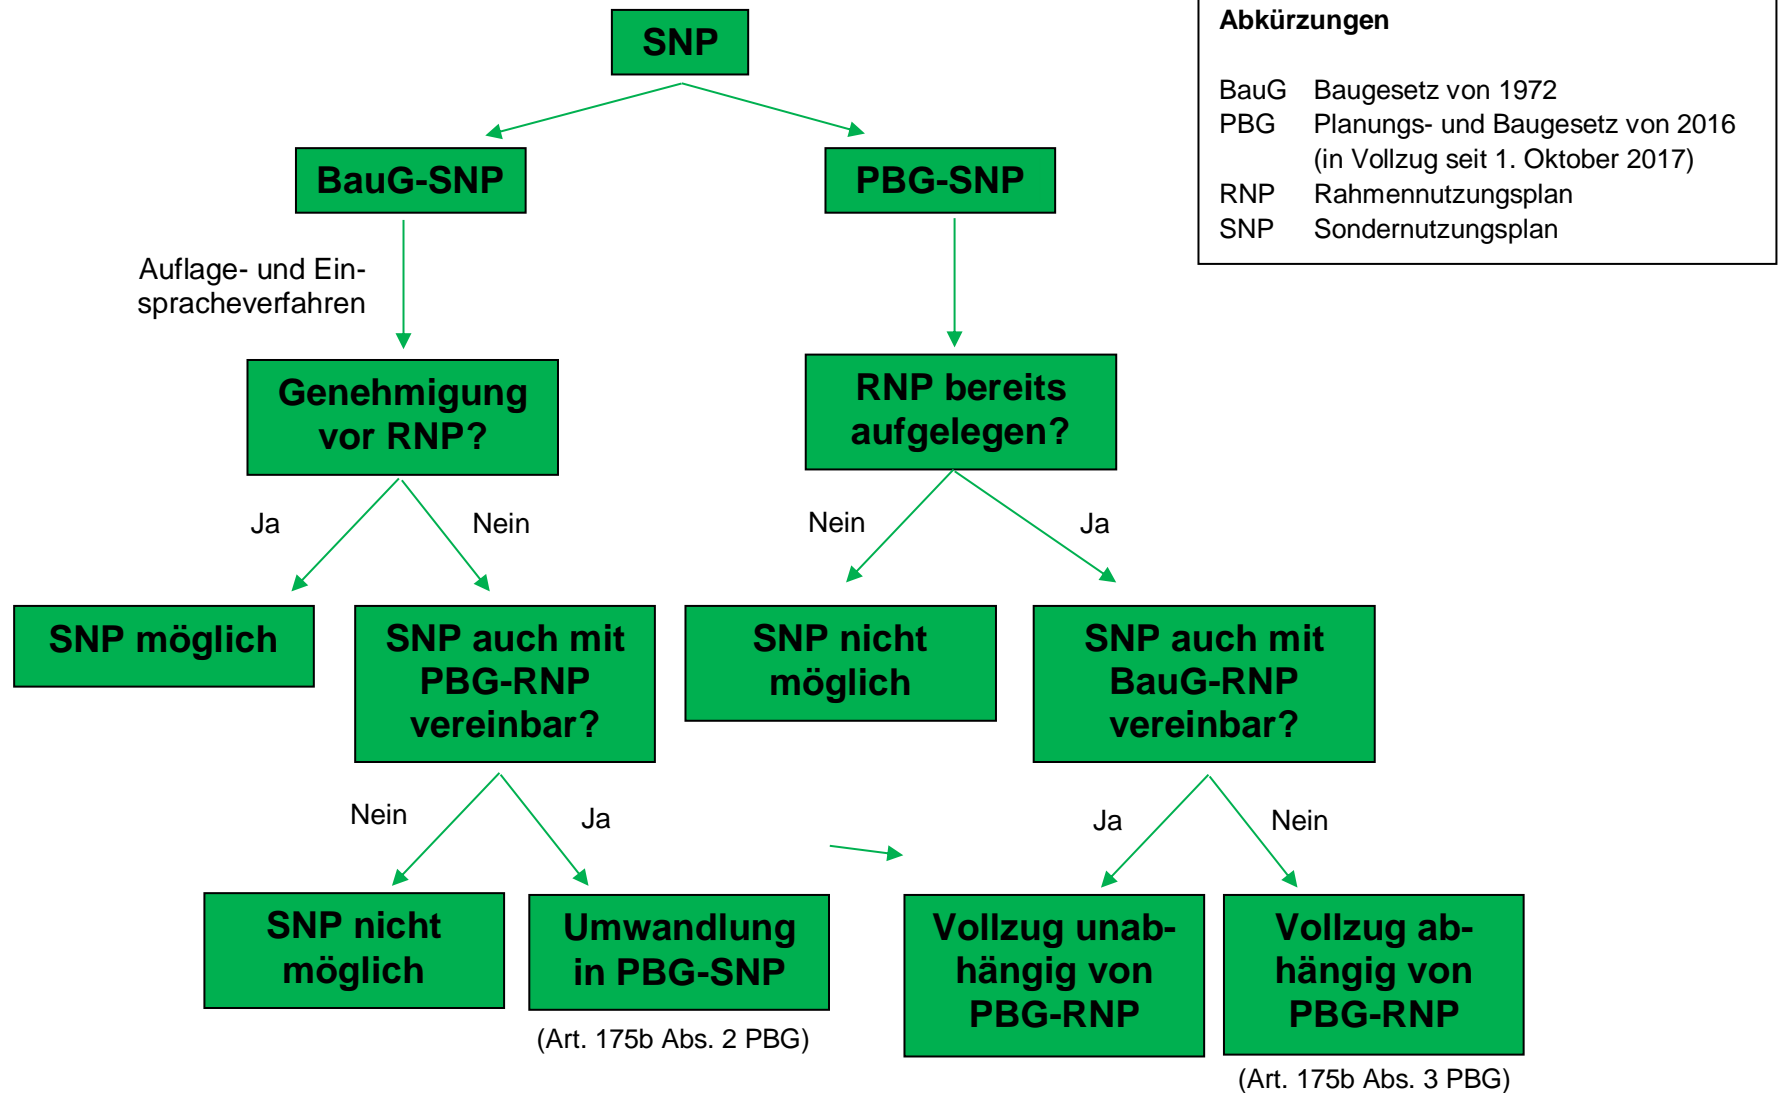 SNP
Abkürzungen
BauG Baugesetz von 1972
PBG Planungs- und Baugesetz von 2016
(in Vollzug seit 1. Oktober 2017)
RNP Rahmennutzungsplan
SNP Sondernutzungsplan
BauG-SNP
PBG-SNP
Auflage- und Ein-
spracheverfahren
Genehmigung
vor RNP?
RNP bereits
aufgelegen?
Ja
Nein
Nein
Ja
SNP möglich
SNP auch mit
PBG-RNP
vereinbar?
SNP nicht
möglich
SNP auch mit
BauG-RNP
vereinbar?
Nein
Ja
Ja
Nein
SNP nicht
möglich
Umwandlung
in PBG-SNP
(Art. 175b Abs. 2 PBG)
Vollzug unab-
hängig von
PBG-RNP
Vollzug ab-
hängig von
PBG-RNP
(Art. 175b Abs. 3 PBG)